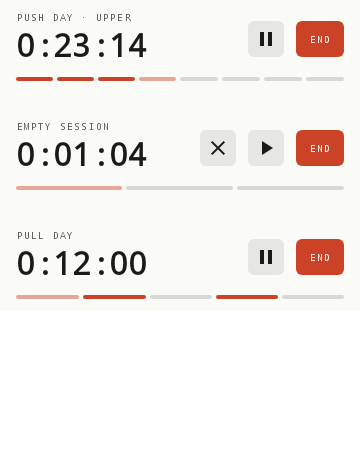 PUSH DAY · UPPER
0:23:14
END
EMPTY SESSION
0:01:04
END
PULL DAY
0:12:00
END